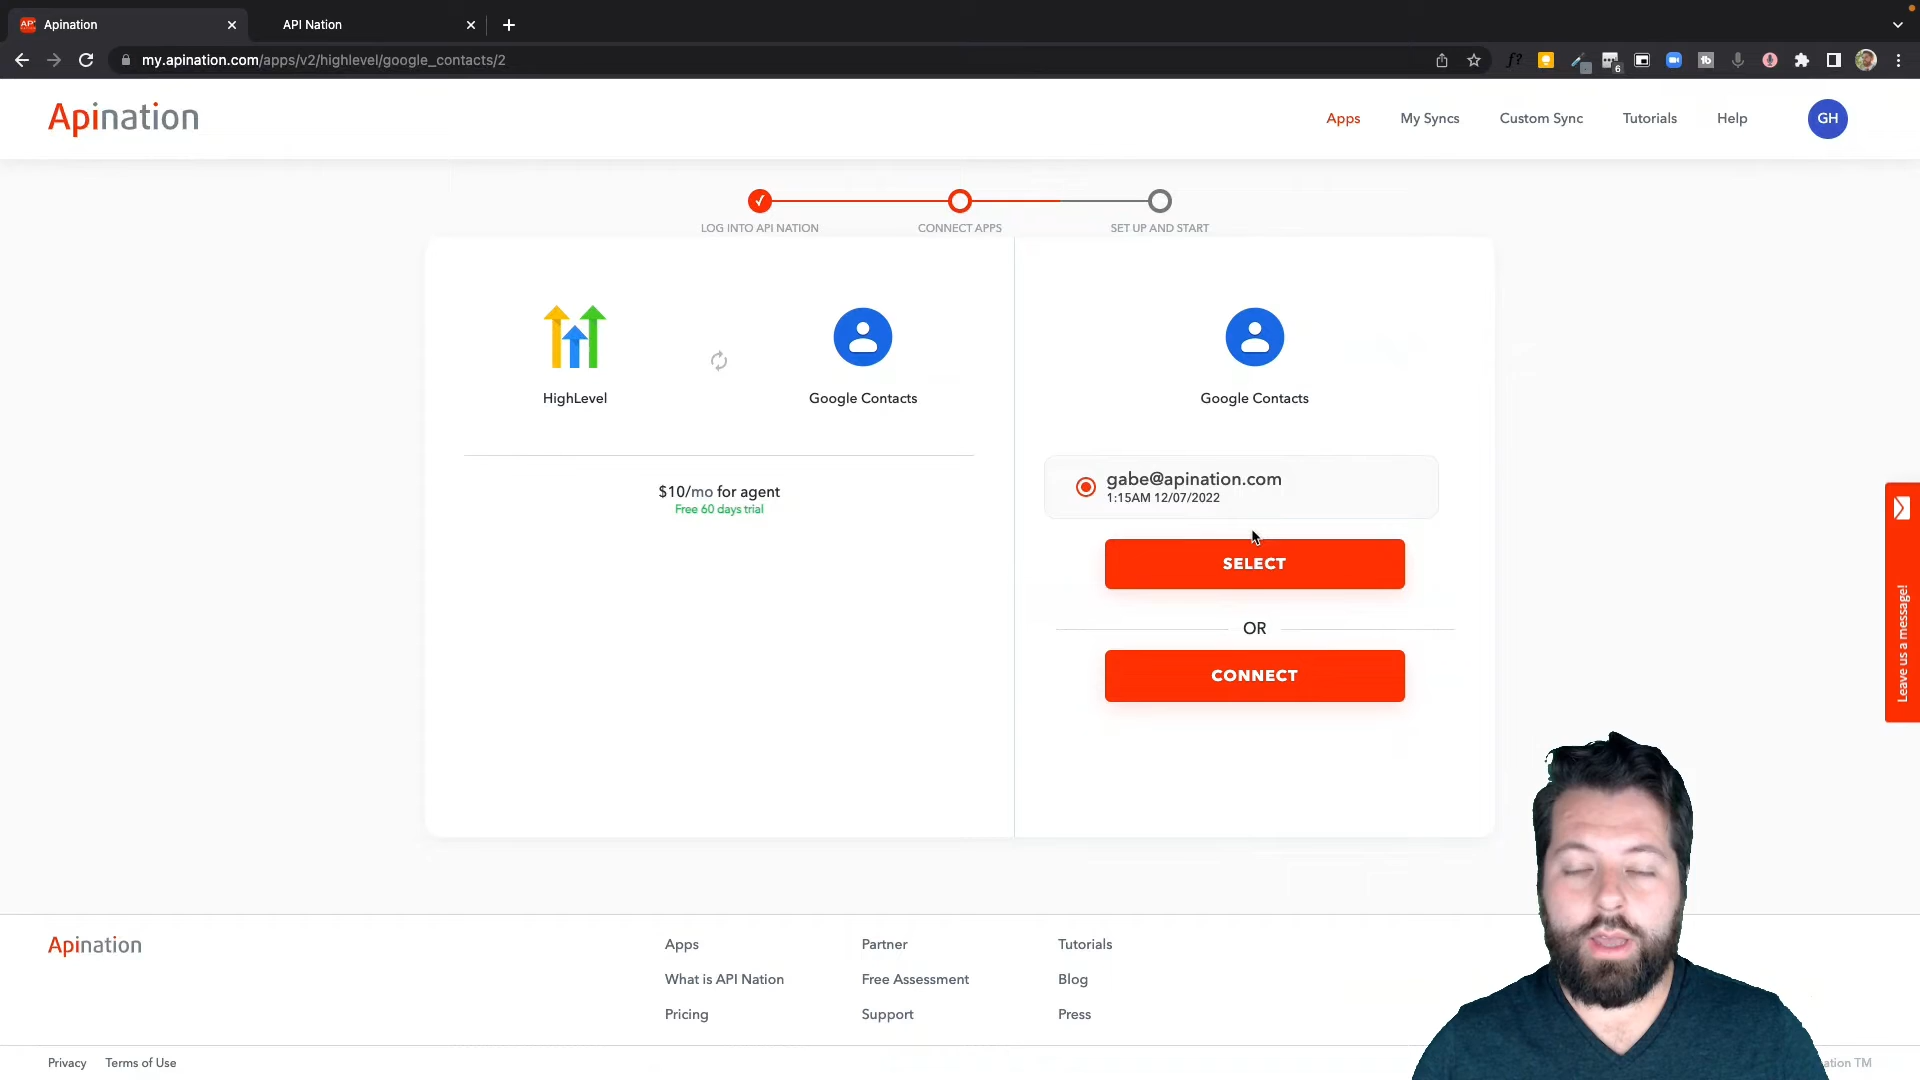 Apination
API Nation
my.apination.com/apps/v2/highlevel/google_contacts/2
6
Apination
Apps
My Syncs
Custom Sync
Tutorials
Help
GH
LOG INTO API NATION
CONNECT APPS
SET UP AND START
HighLevel
Google Contacts
Google Contacts
$10/mo for agent
Free 60 days trial
gabe@apination.com
1:15AM 12/07/2022
SELECT
OR
CONNECT
Leave us a message!
Apination
Apps
Partner
Tutorials
What is API Nation
Free Assessment
Blog
Pricing
Support
Press
Privacy
Terms of Use
ation TM